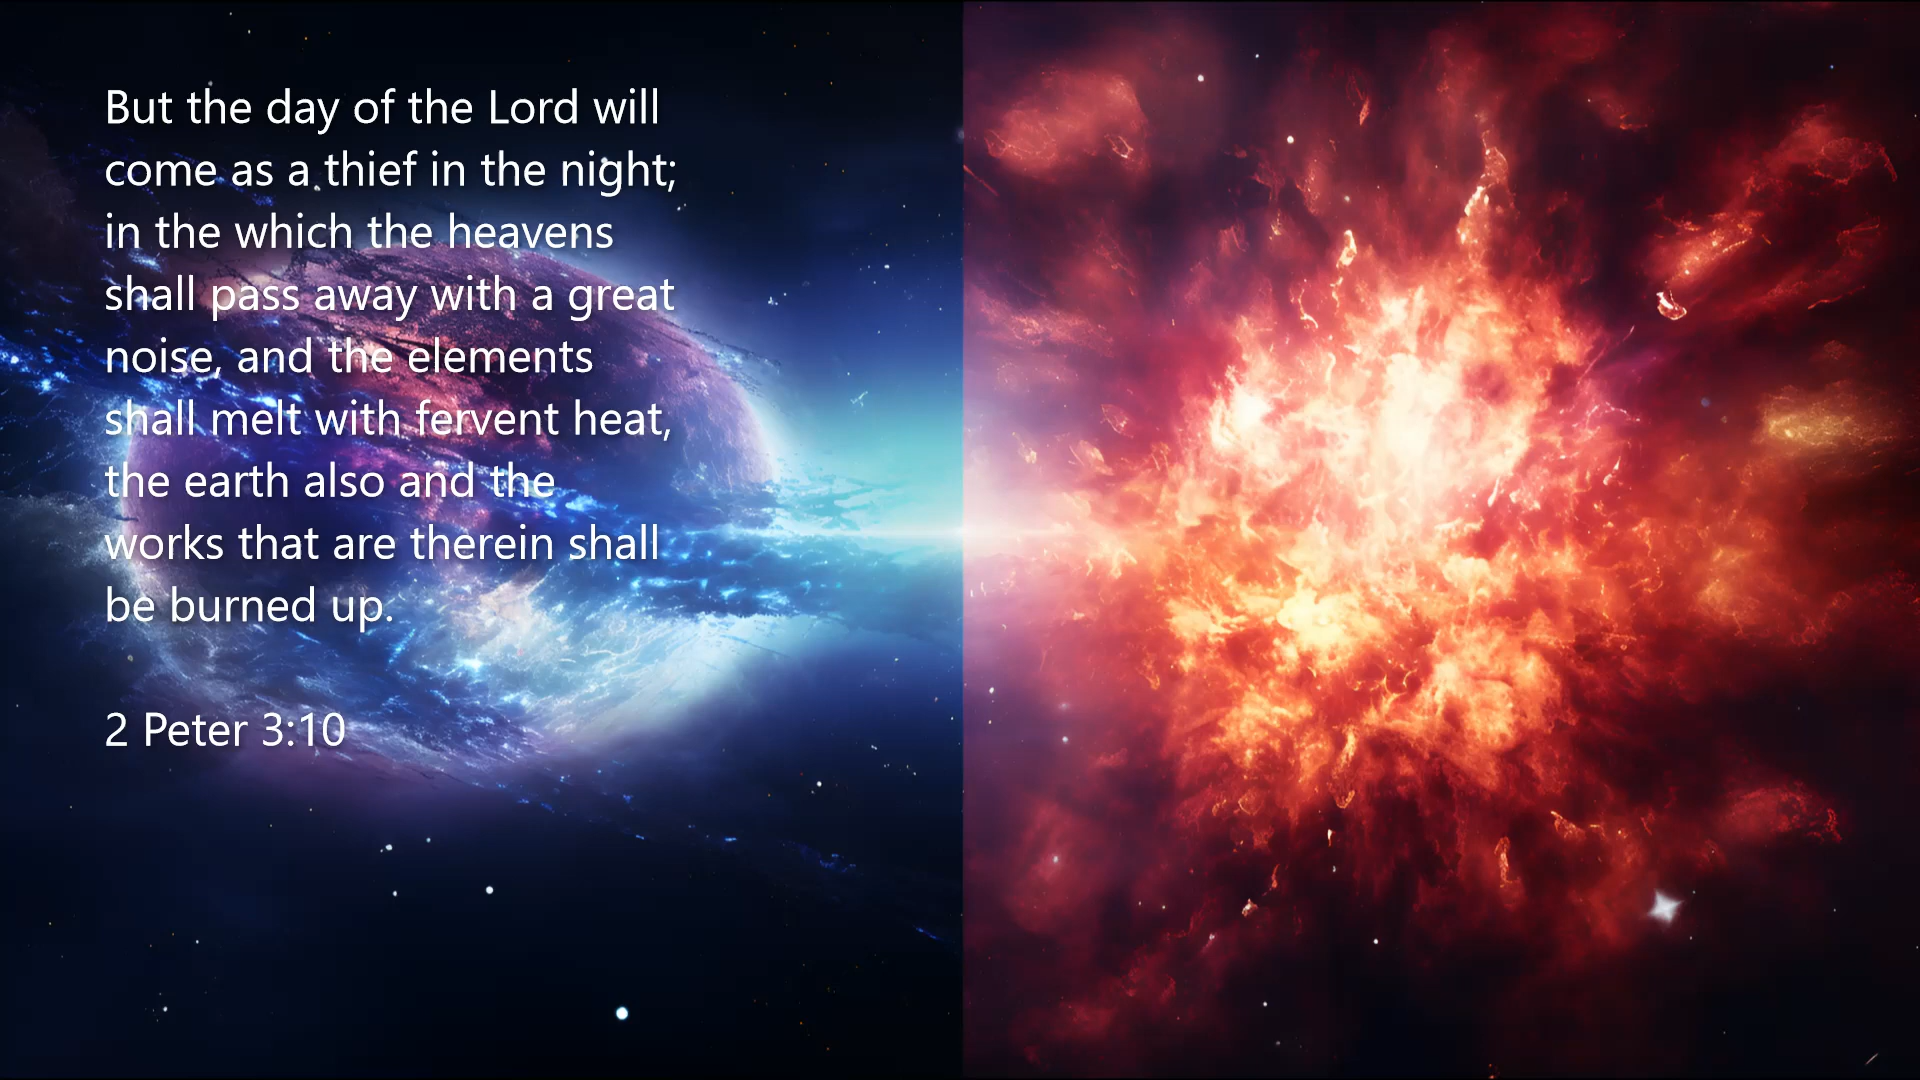 But the day of the Lord will
come as a thief in the night;
in the which the heavens
shall pass away with a great
noise, and the elements
shall melt with fervent heat,
the earth also and the
works that are therein shall
be burned up.
2 Peter 3:10